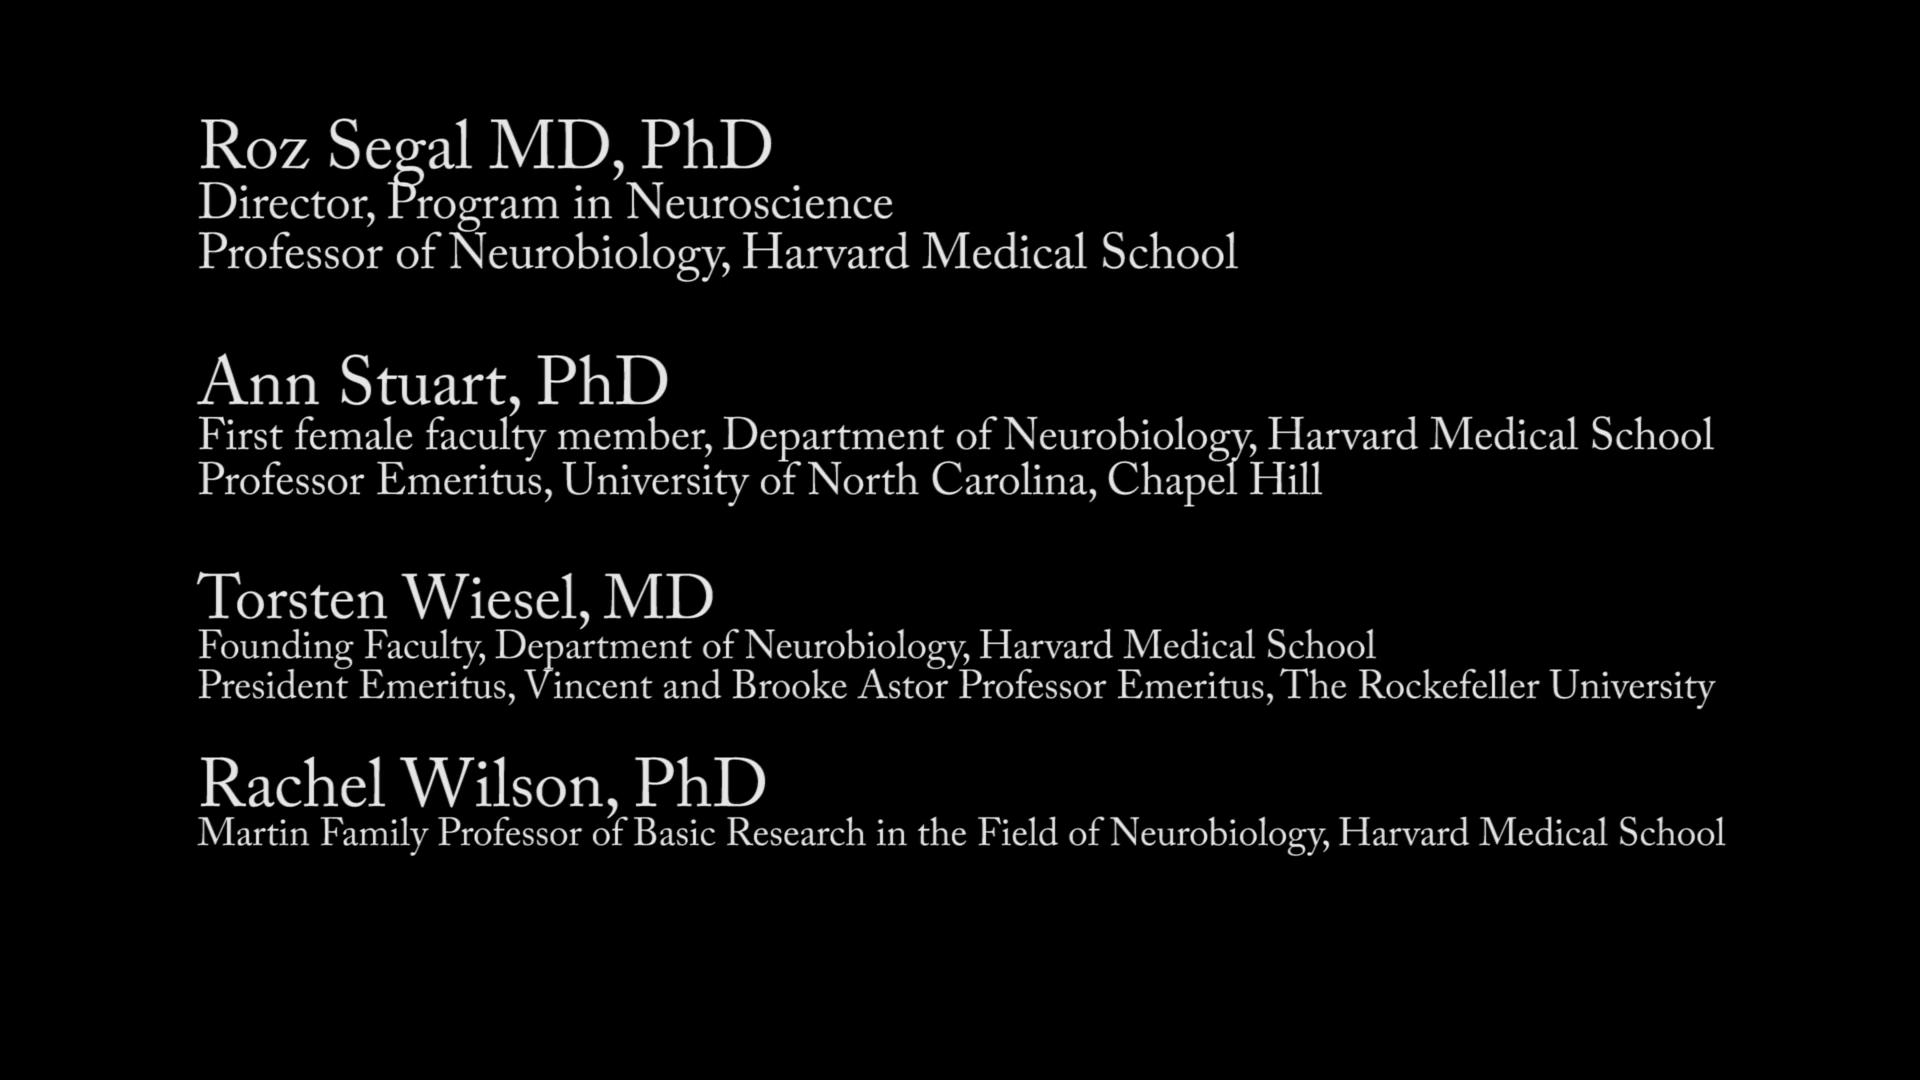 Roz Segal MD, PhD
Director, Program in Neuroscience
Professor of Neurobiology, Harvard Medical School
Ann Stuart, PhD
First female faculty member, Department of Neurobiology, Harvard Medical School
Professor Emeritus, University of North Carolina, Chapel Hill
Torsten Wiesel, MD
Founding Faculty, Department of Neurobiology, Harvard Medical School
President Emeritus, Vincent and Brooke Astor Professor Emeritus, The Rockefeller University
Rachel Wilson, PhD
Martin Family Professor of Basic Research in the Field of Neurobiology, Harvard Medical School